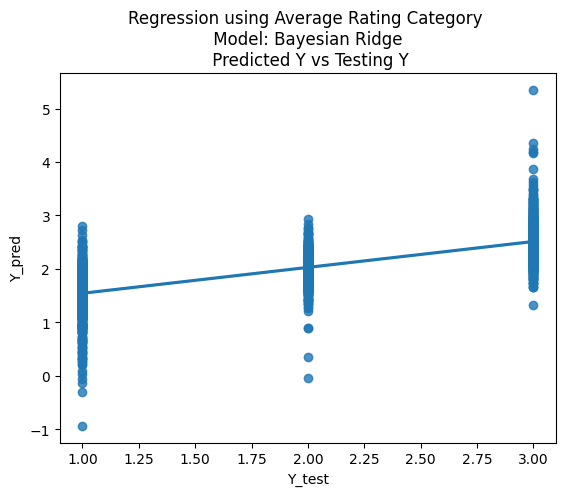 Regression using Average Rating Category
Model: Bayesian Ridge
Predicted Y vs Testing Y
Y_pred
5
4
3
2
1
0
−1
1.00 1.25 1.50 1.75 2.00 2.25 2.50 2.75 3.00
Y_test